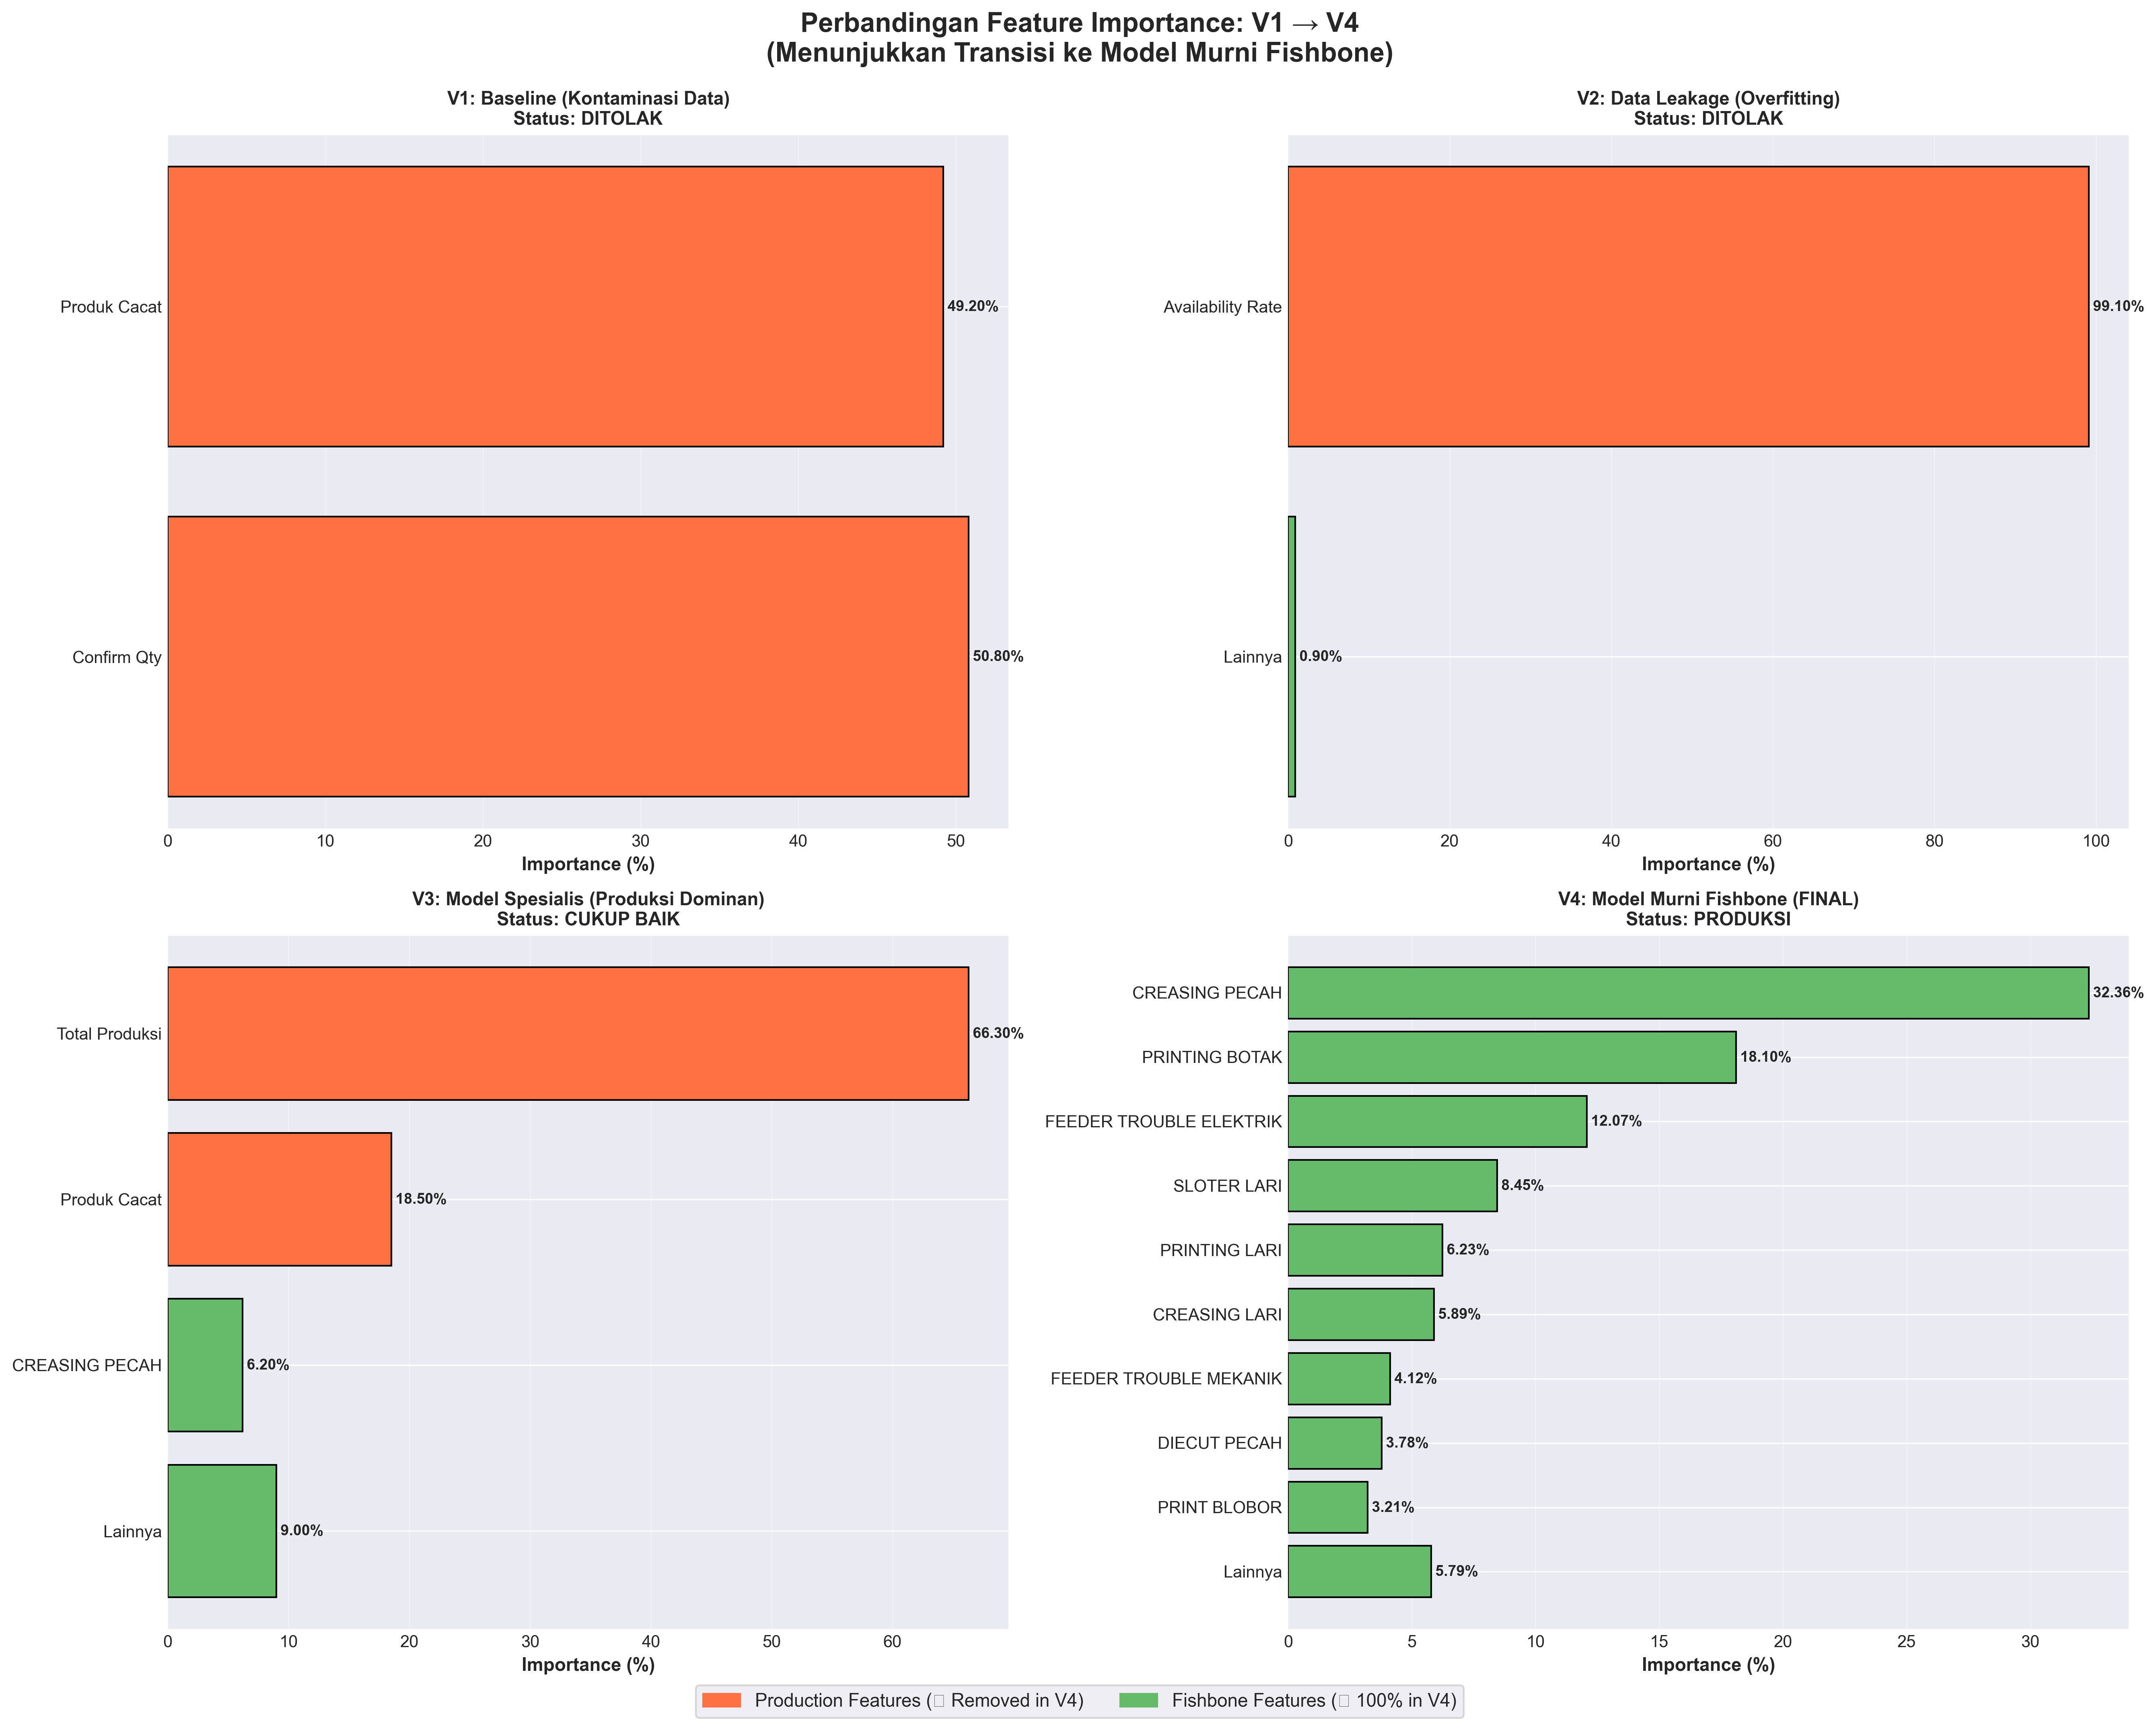 Perbandingan Feature Importance: V1 → V4
(Menunjukkan Transisi ke Model Murni Fishbone)
V1: Baseline (Kontaminasi Data)
Status: DITOLAK
Produk Cacat
49.20%
Confirm Qty
50.80%
0 10 20 30 40 50
Importance (%)
V2: Data Leakage (Overfitting)
Status: DITOLAK
Availability Rate
99.10%
Lainnya
0.90%
0 20 40 60 80 100
Importance (%)
V3: Model Spesialis (Produksi Dominan)
Status: CUKUP BAIK
Total Produksi
66.30%
Produk Cacat
18.50%
CREASING PECAH
6.20%
Lainnya
9.00%
0 10 20 30 40 50 60
Importance (%)
V4: Model Murni Fishbone (FINAL)
Status: PRODUKSI
CREASING PECAH
32.36%
PRINTING BOTAK
18.10%
FEEDER TROUBLE ELEKTRIK
12.07%
SLOTER LARI
8.45%
PRINTING LARI
6.23%
CREASING LARI
5.89%
FEEDER TROUBLE MEKANIK
4.12%
DIECUT PECAH
3.78%
PRINT BLOBOR
3.21%
Lainnya
5.79%
0 5 10 15 20 25 30
Importance (%)
Production Features (▯ Removed in V4)
Fishbone Features (▯ 100% in V4)